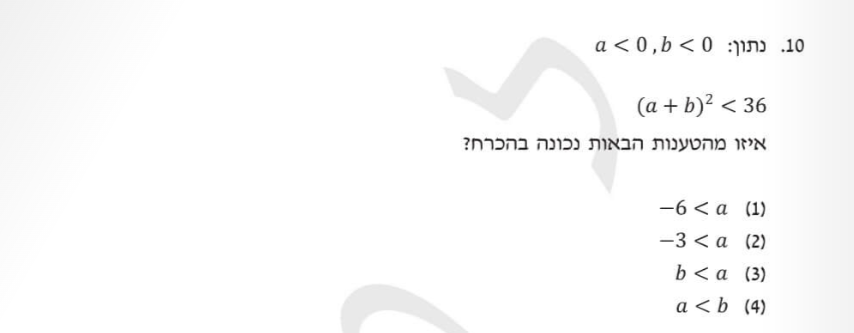 10. נתון: a < 0 , b < 0
(a + b)² < 36
איזו מהטענות הבאות נכונה בהכרח?
(1) −6 < a
(2) −3 < a
(3) b < a
(4) a < b